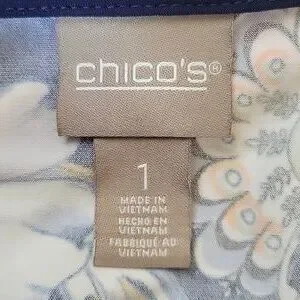 chico's®
1
MADE IN
VIETNAM
HECHO EN
VIETNAM
FABRIQUÉ AU
VIETNAM